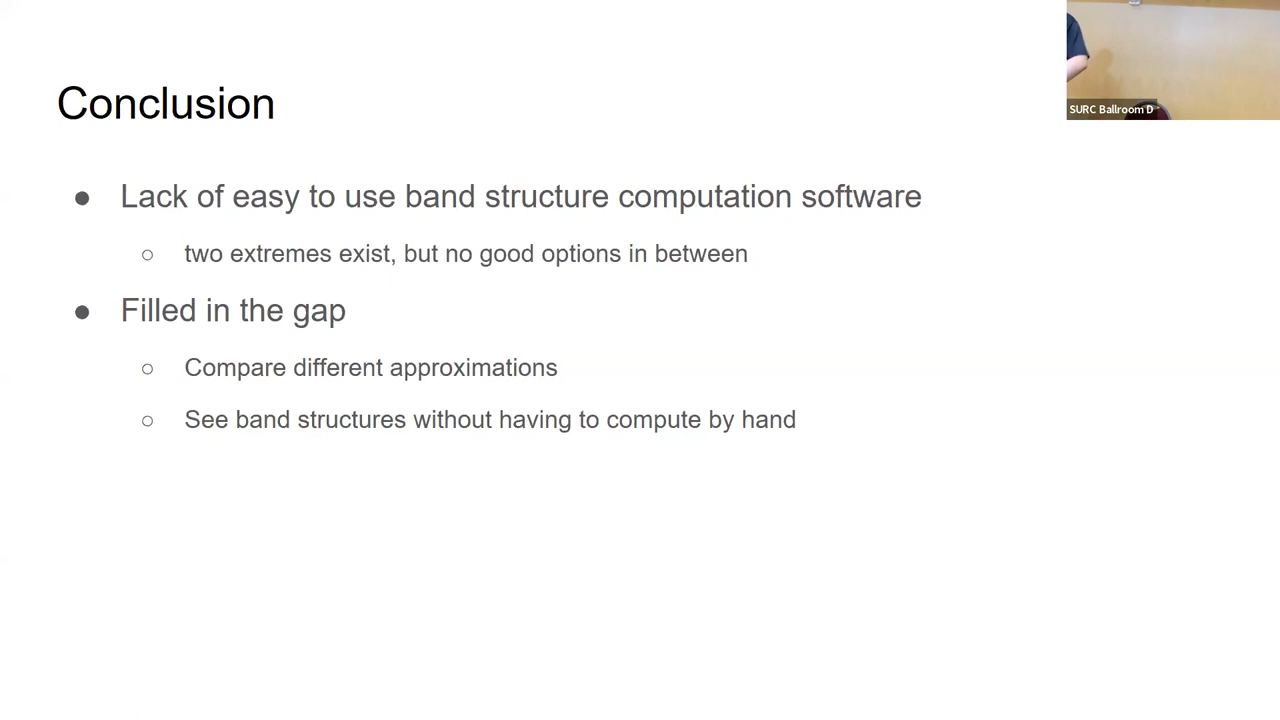 SURC Ballroom D
Conclusion
● Lack of easy to use band structure computation software
○ two extremes exist, but no good options in between
● Filled in the gap
○ Compare different approximations
○ See band structures without having to compute by hand